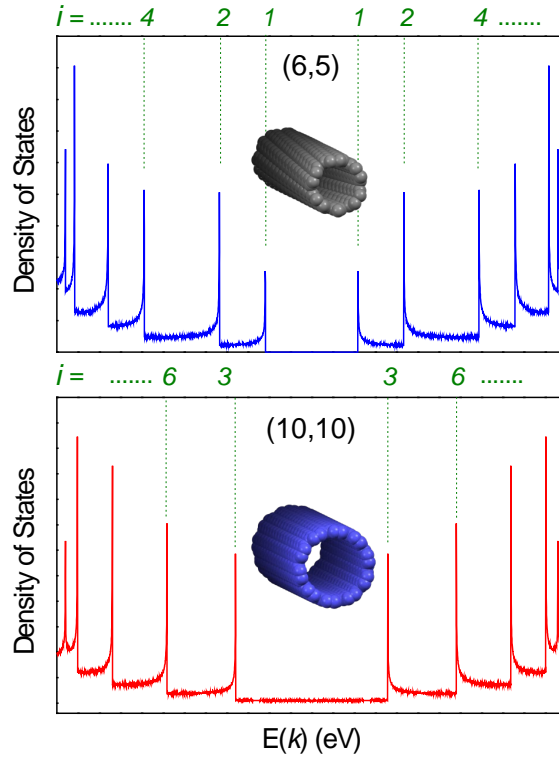 i = ....... 4 2 1 1 2 4 .......
(6,5)
Density of States
i = ....... 6 3 3 6 .......
(10,10)
Density of States
E(k) (eV)